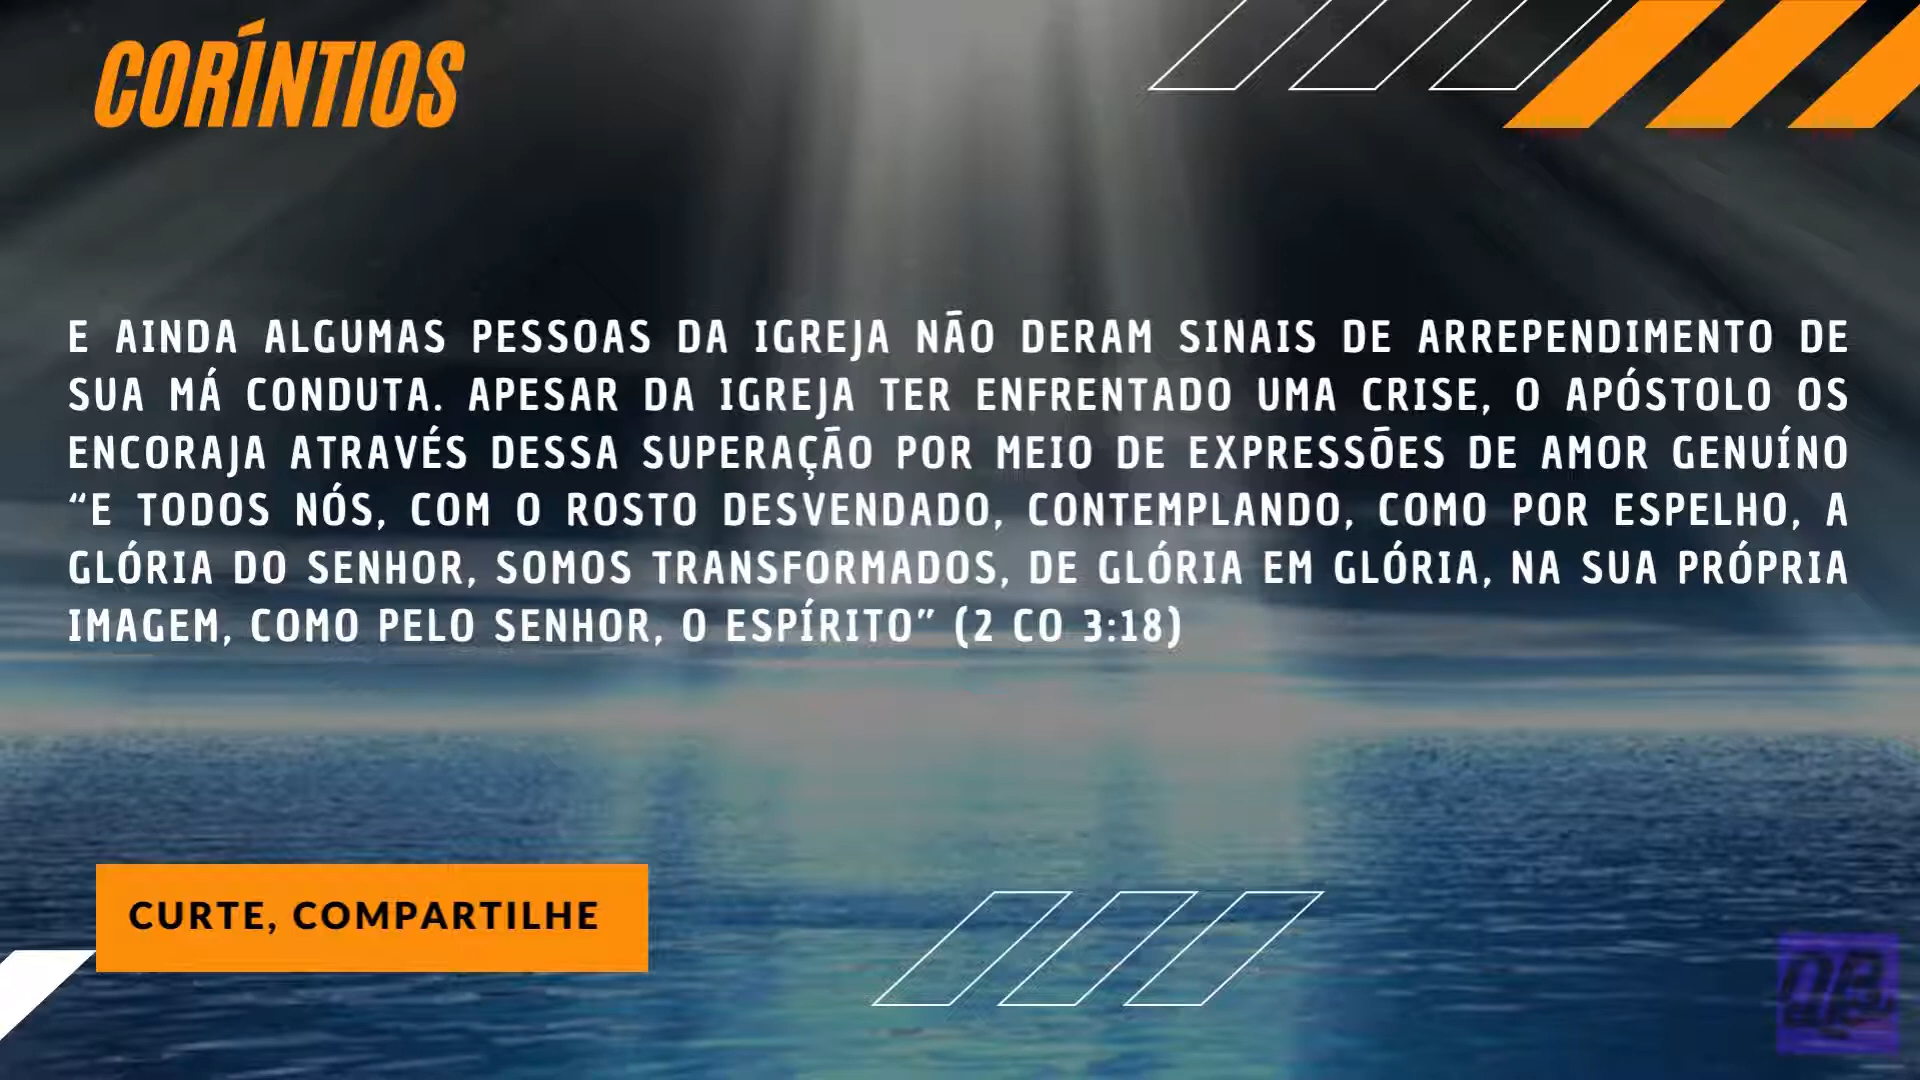 CORÍNTIOS
E AINDA ALGUMAS PESSOAS DA IGREJA NÃO DERAM SINAIS DE ARREPENDIMENTO DE
SUA MÁ CONDUTA. APESAR DA IGREJA TER ENFRENTADO UMA CRISE, O APÓSTOLO OS
ENCORAJA ATRAVÉS DESSA SUPERAÇÃO POR MEIO DE EXPRESSÕES DE AMOR GENUÍNO
“E TODOS NÓS, COM O ROSTO DESVENDADO, CONTEMPLANDO, COMO POR ESPELHO, A
GLÓRIA DO SENHOR, SOMOS TRANSFORMADOS, DE GLÓRIA EM GLÓRIA, NA SUA PRÓPRIA
IMAGEM, COMO PELO SENHOR, O ESPÍRITO” (2 CO 3:18)
CURTE, COMPARTILHE